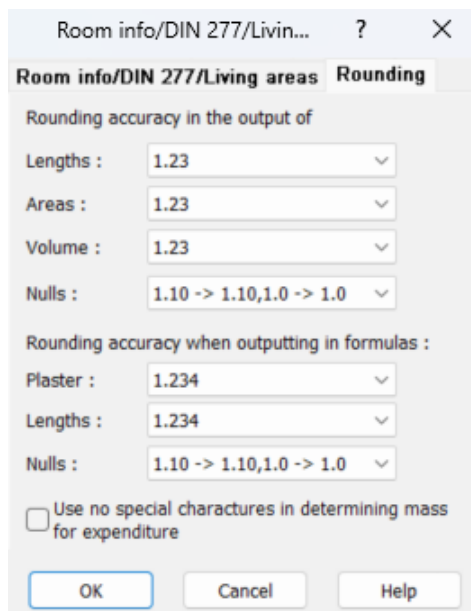 Room info/DIN 277/Livin... ?
Room info/DIN 277/Living areas Rounding
Rounding accuracy in the output of
Lengths : 1.23
Areas : 1.23
Volume : 1.23
Nulls : 1.10 -> 1.10,1.0 -> 1.0
Rounding accuracy when outputting in formulas :
Plaster : 1.234
Lengths : 1.234
Nulls : 1.10 -> 1.10,1.0 -> 1.0
Use no special charactures in determining mass
for expenditure
OK Cancel Help